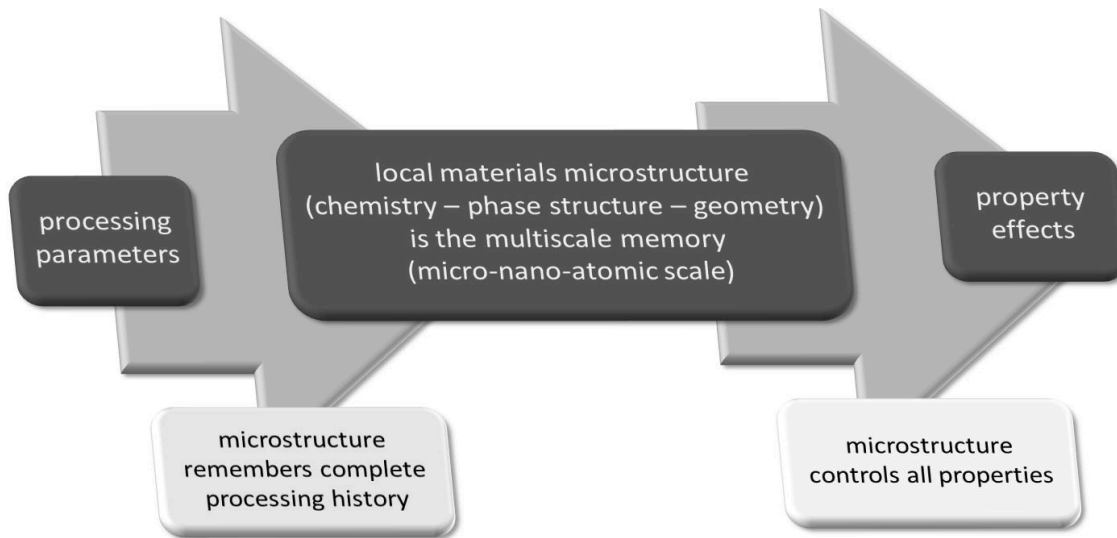 processing
parameters
local materials microstructure
(chemistry – phase structure – geometry)
is the multiscale memory
(micro-nano-atomic scale)
property
effects
microstructure
remembers complete
processing history
microstructure
controls all properties